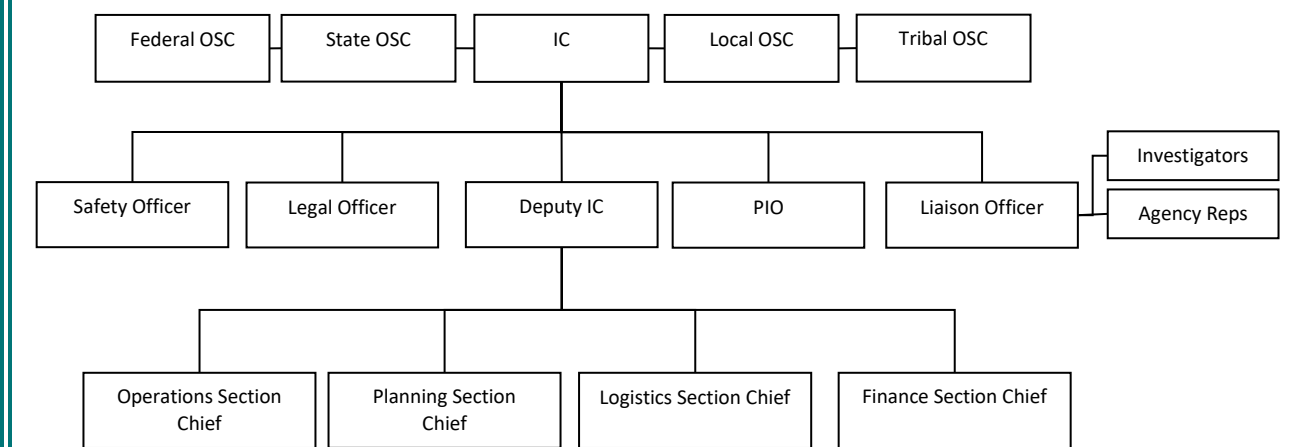 Federal OSC
State OSC
IC
Local OSC
Tribal OSC
Investigators
Safety Officer
Legal Officer
Deputy IC
PIO
Liaison Officer
Agency Reps
Operations Section
Chief
Planning Section
Chief
Logistics Section Chief
Finance Section Chief